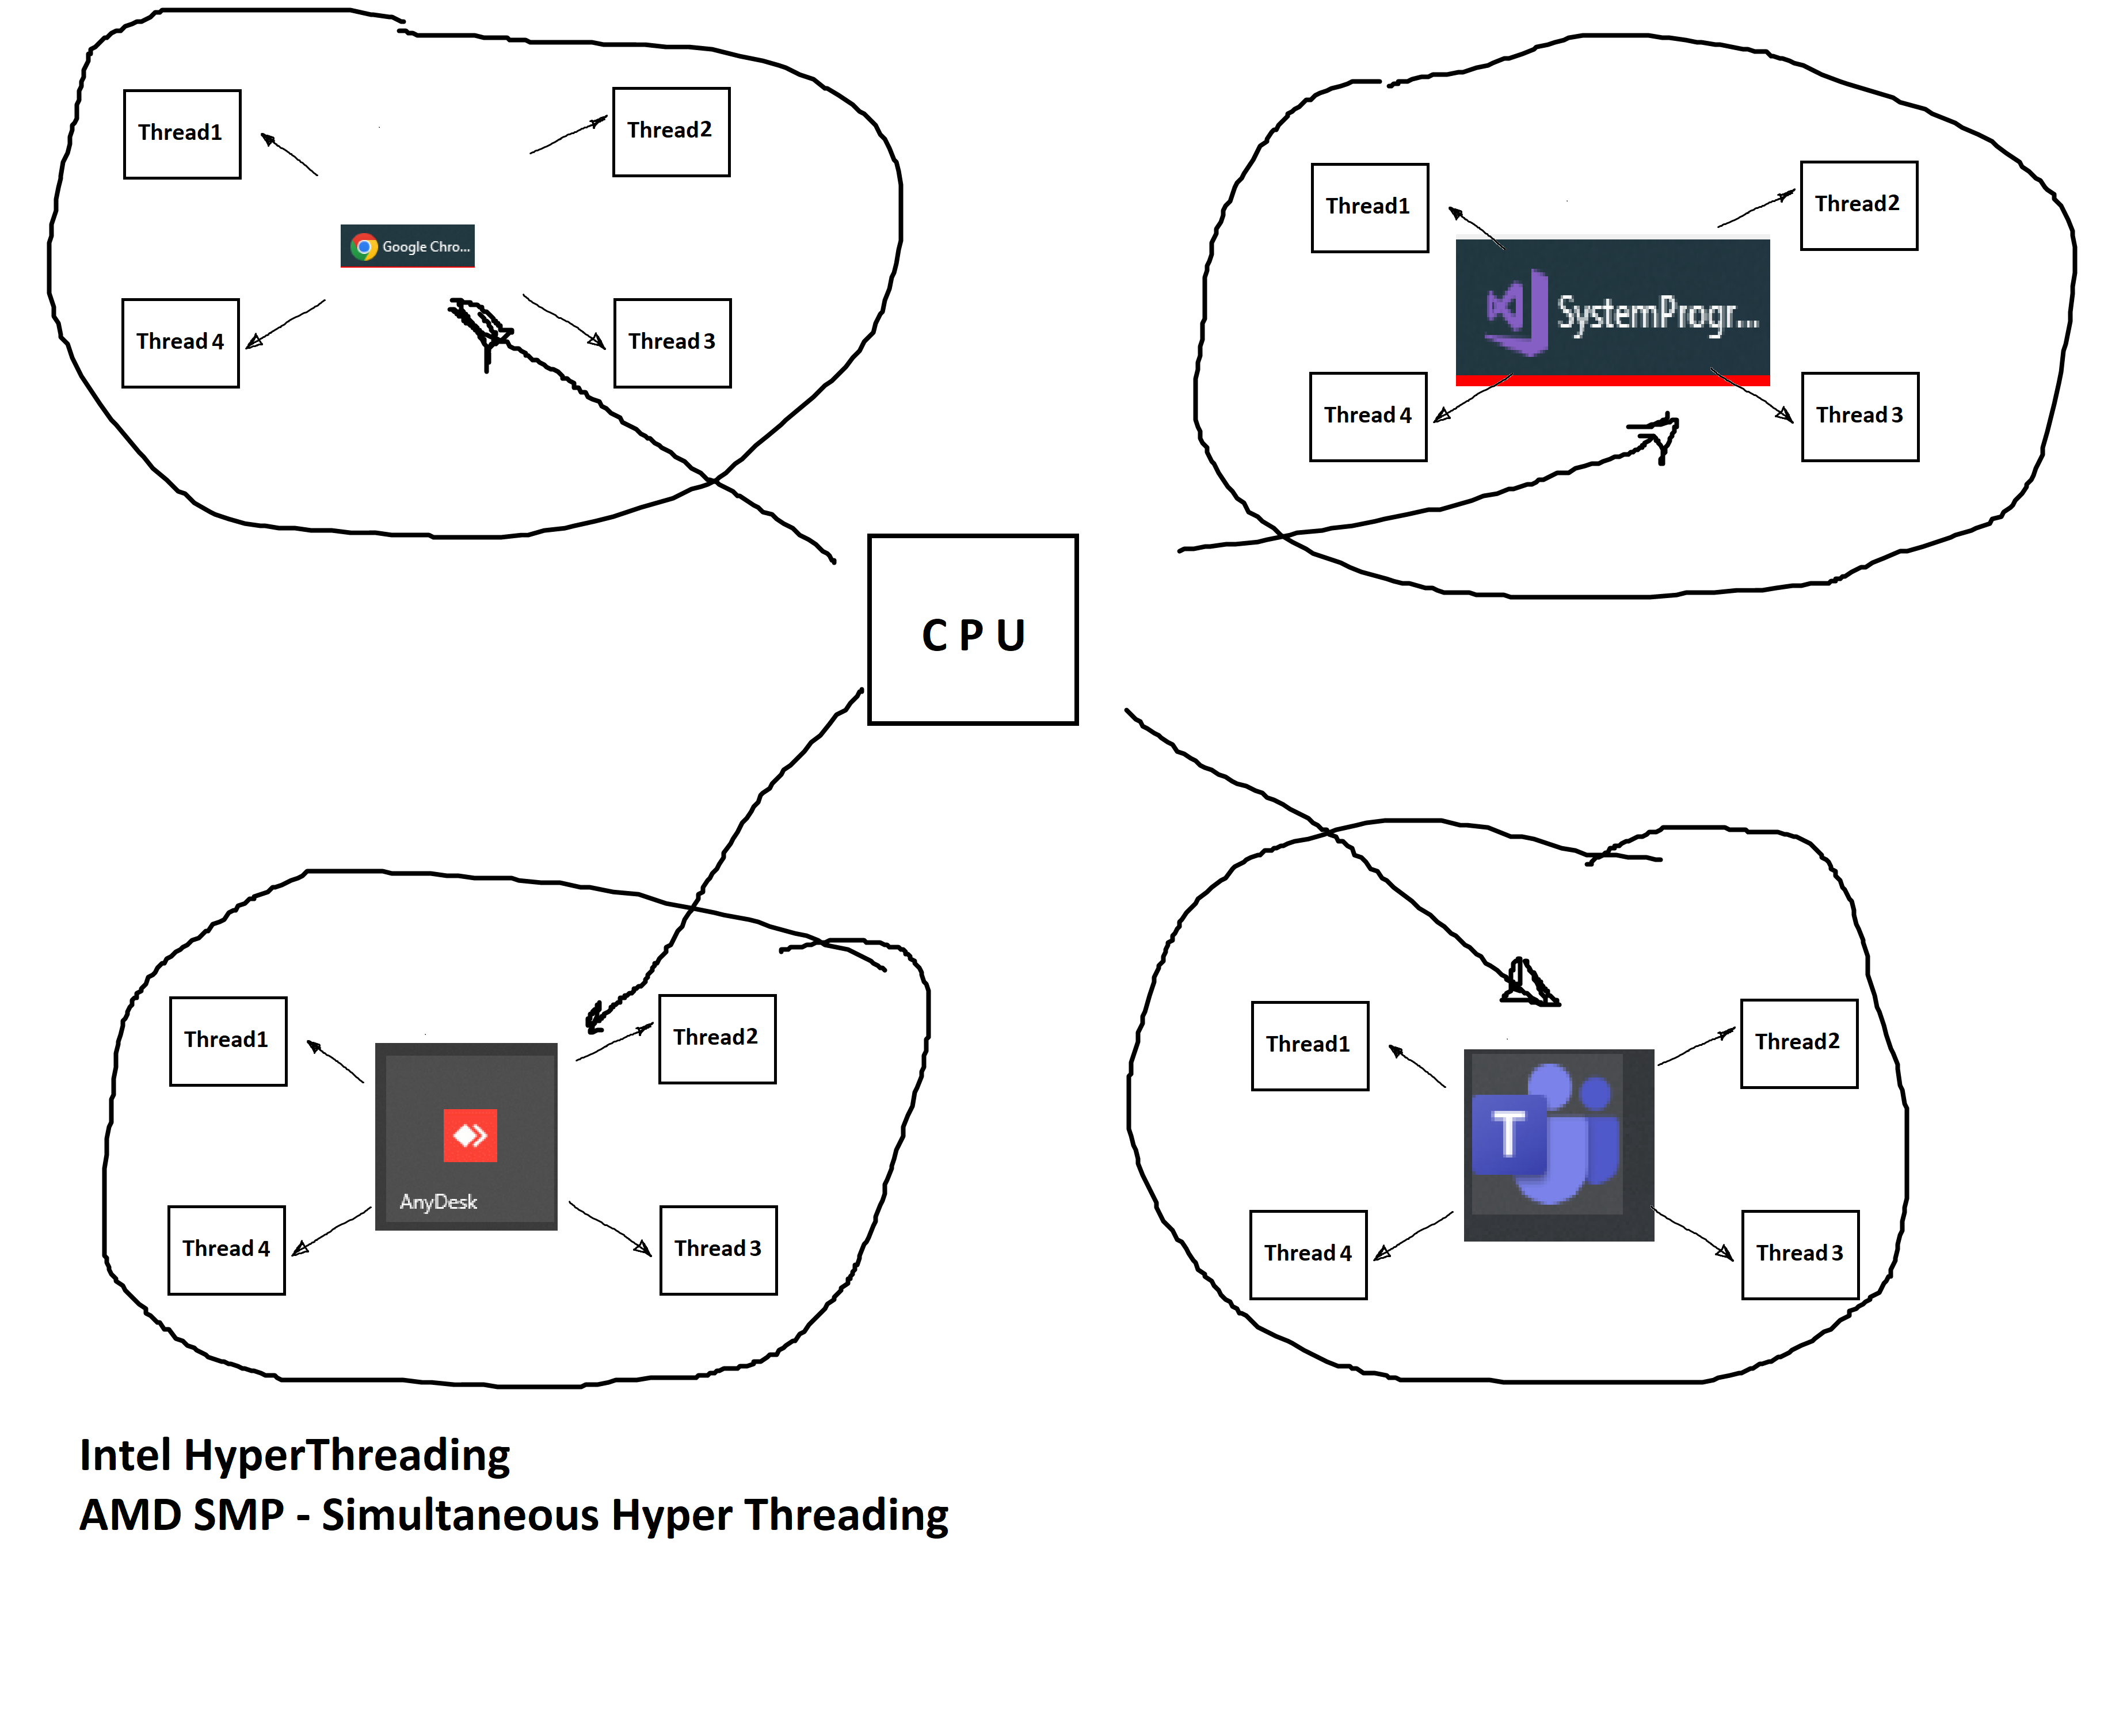 Thread1
Thread2
Google Chro...
Thread 4
Thread 3
Thread1
Thread2
SystemProgr...
Thread 4
Thread 3
C P U
Thread1
Thread2
AnyDesk
Thread 4
Thread 3
Thread1
Thread2
T
Thread 4
Thread 3
Intel HyperThreading
AMD SMP - Simultaneous Hyper Threading